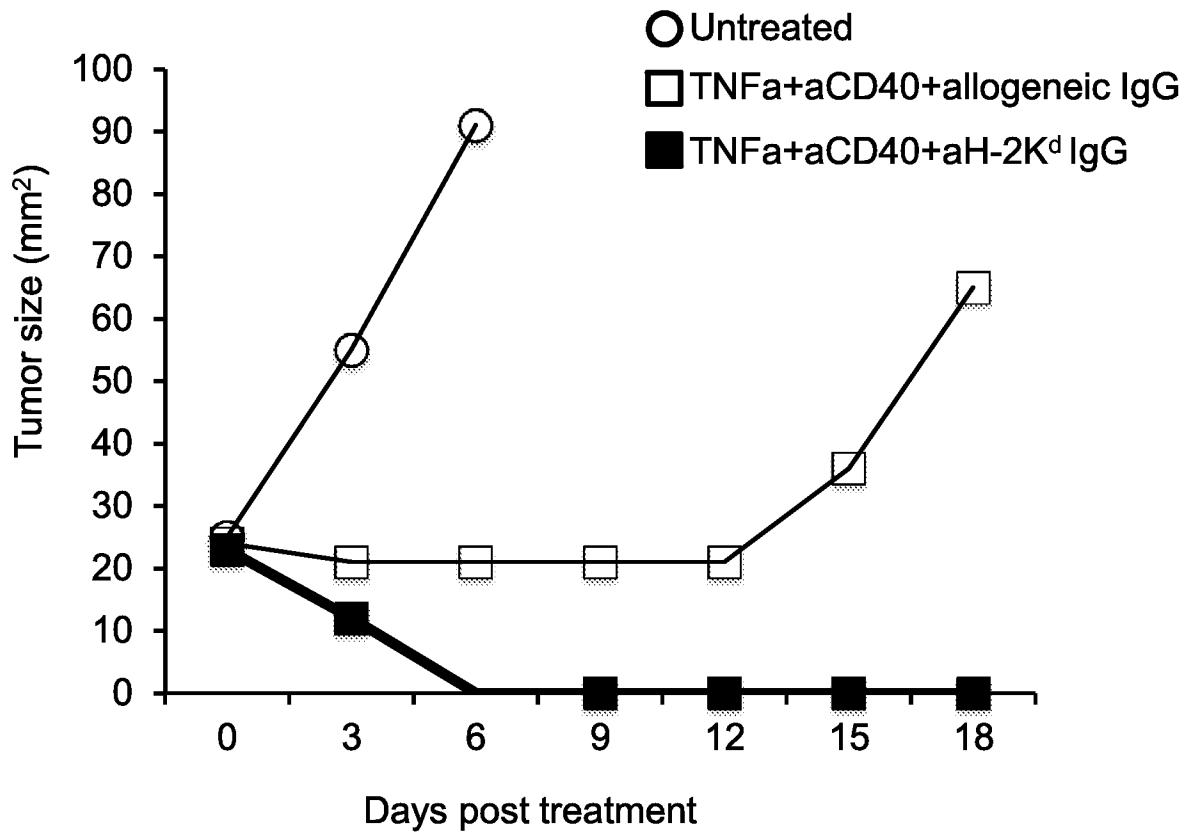 Untreated
TNFa+aCD40+allogeneic IgG
TNFa+aCD40+aH-2Kᵈ IgG
Tumor size (mm²)
100
90
80
70
60
50
40
30
20
10
0
0 3 6 9 12 15 18
Days post treatment